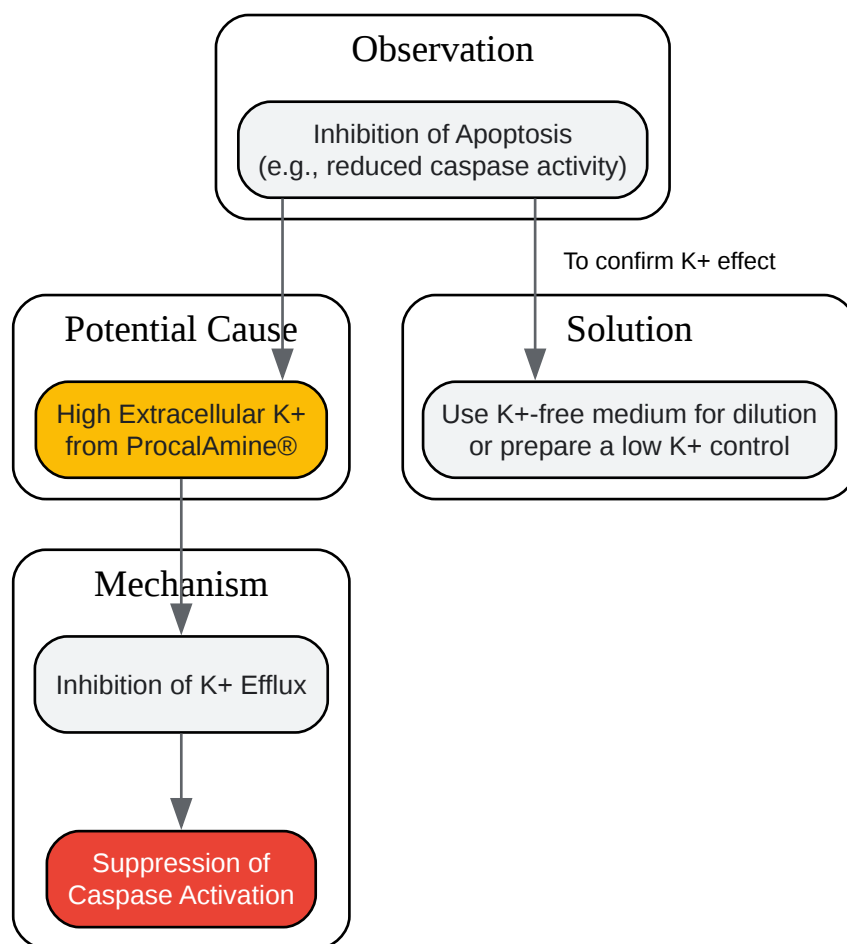 Observation
Inhibition of Apoptosis
(e.g., reduced caspase activity)
To confirm K+ effect
Potential Cause
High Extracellular K+
from ProcalAmine®
Solution
Use K+-free medium for dilution
or prepare a low K+ control
Mechanism
Inhibition of K+ Efflux
Suppression of
Caspase Activation